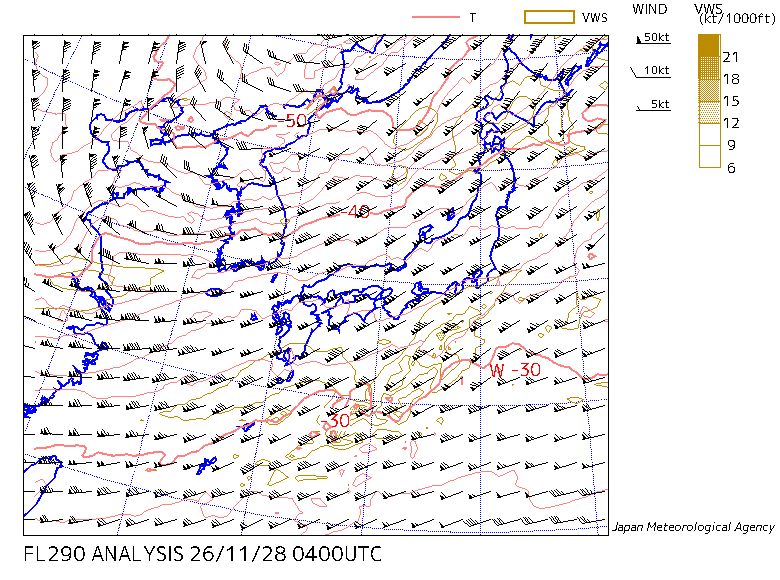 T
VWS
WIND
VWS
(kt/1000ft)
50kt
10kt
5kt
21
18
15
12
9
6
-50
-40
W -30
30
Japan Meteorological Agency
FL290 ANALYSIS 26/11/28 0400UTC